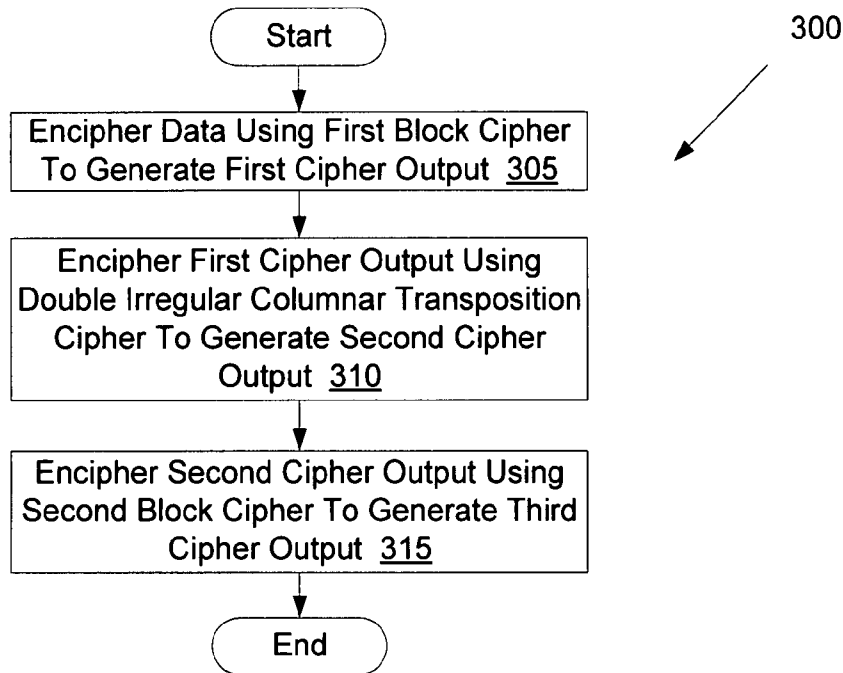 Start
300
Encipher Data Using First Block Cipher
To Generate First Cipher Output 305
Encipher First Cipher Output Using
Double Irregular Columnar Transposition
Cipher To Generate Second Cipher
Output 310
Encipher Second Cipher Output Using
Second Block Cipher To Generate Third
Cipher Output 315
End